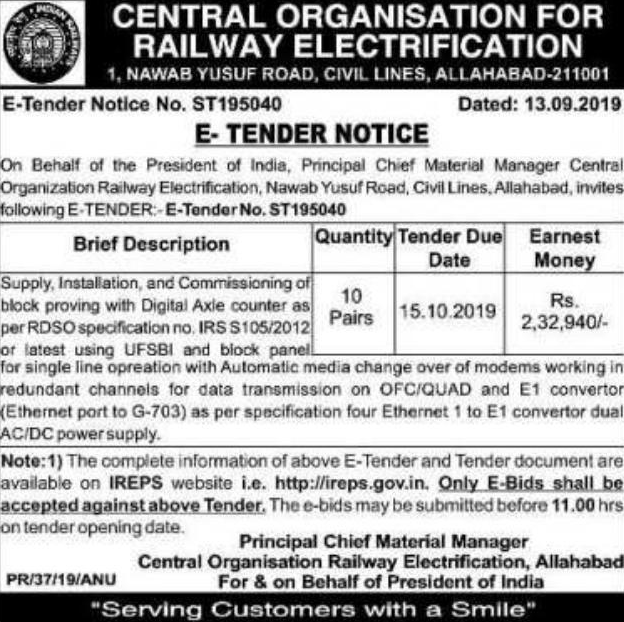 CENTRAL ORGANISATION FOR
RAILWAY ELECTRIFICATION
1, NAWAB YUSUF ROAD, CIVIL LINES, ALLAHABAD-211001
E-Tender Notice No. ST195040 Dated: 13.09.2019
E- TENDER NOTICE
On Behalf of the President of India, Principal Chief Material Manager Central
Organization Railway Electrification, Nawab Yusuf Road, Civil Lines, Allahabad, invites
following E-TENDER:- E-Tender No. ST195040
Brief Description
Quantity
Tender Due
Date
Earnest
Money
Supply, Installation, and Commissioning of
block proving with Digital Axle counter as
per RDSO specification no. IRS S105/2012
or latest using UFSBI and block panel
10
Pairs
15.10.2019
Rs.
2,32,940/-
for single line opreation with Automatic media change over of modems working in
redundant channels for data transmission on OFC/QUAD and E1 convertor
(Ethernet port to G-703) as per specification four Ethernet 1 to E1 convertor dual
AC/DC power supply.
Note:1) The complete information of above E-Tender and Tender document are
available on IREPS website i.e. http://ireps.gov.in. Only E-Bids shall be
accepted against above Tender. The e-bids may be submitted before 11.00 hrs
on tender opening date.
Principal Chief Material Manager
Central Organisation Railway Electrification, Allahabad
PR/37/19/ANU For & on Behalf of President of India
"Serving Customers with a Smile"